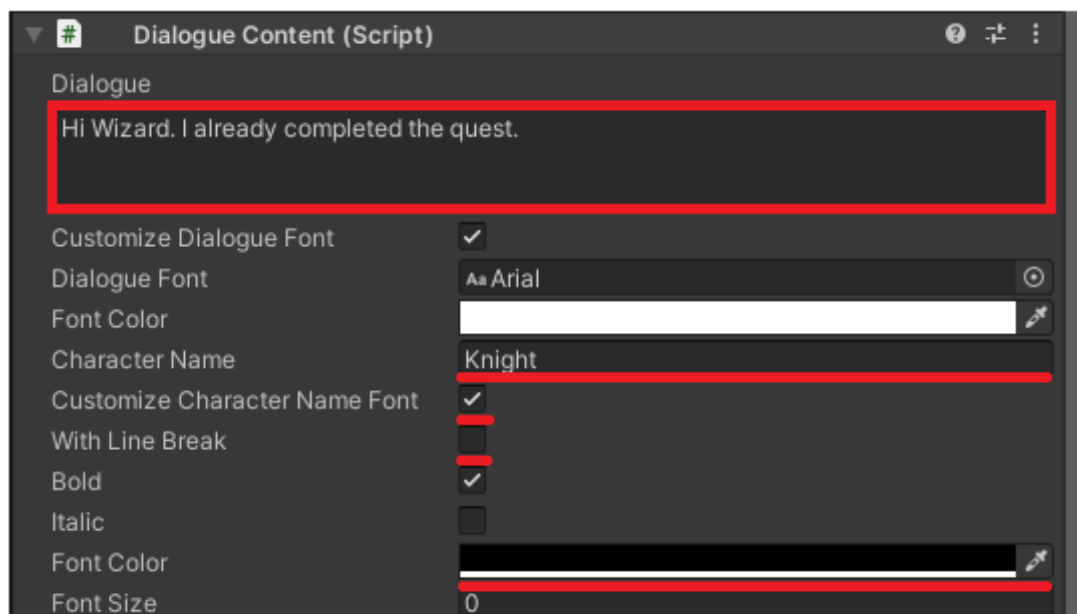 Dialogue Content (Script)
Dialogue
Hi Wizard. I already completed the quest.
Customize Dialogue Font
Dialogue Font Aa Arial
Font Color
Character Name Knight
Customize Character Name Font
With Line Break
Bold
Italic
Font Color
Font Size 0